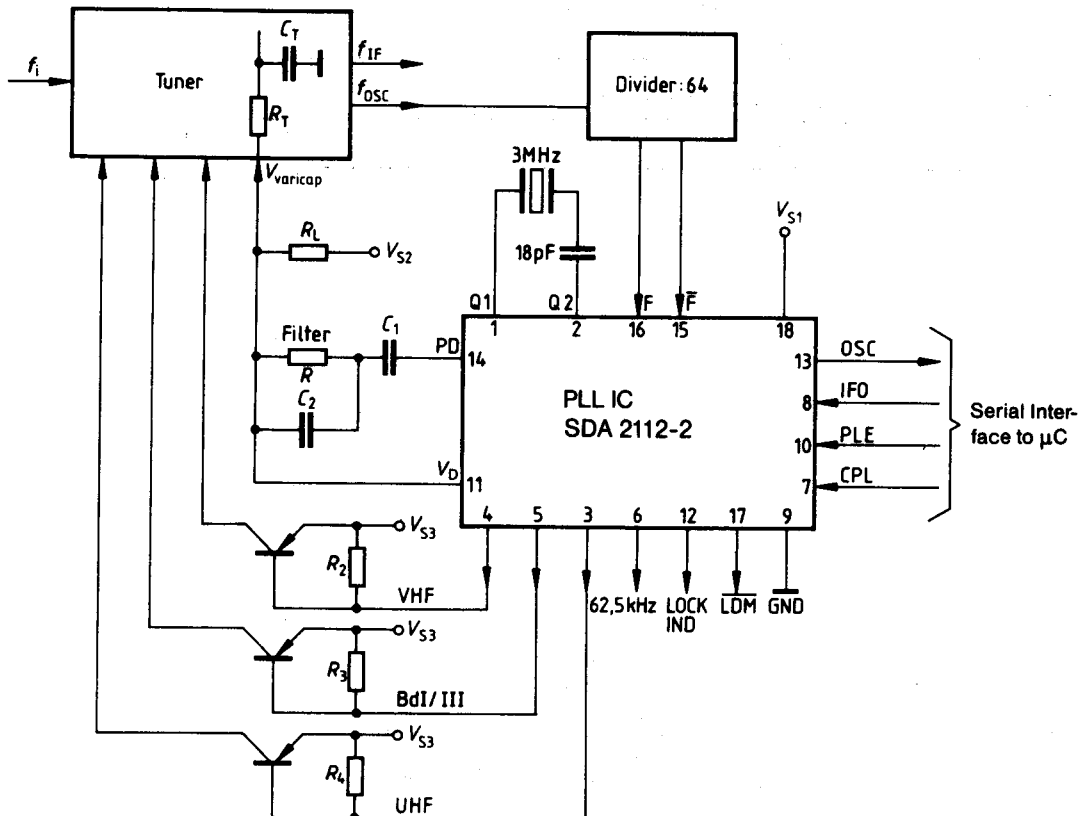 C_T
f_i
Tuner
f_IF
f_OSC
R_T
V_varicap
Divider:64
3MHz
18pF
V_S1
R_L
V_S2
Q1
Q2
F
F̅
1
2
16
15
18
Filter
C_1
PD
14
R
C_2
V_D
11
PLL IC
SDA 2112-2
13
OSC
8
IFO
10
PLE
7
CPL
Serial Inter-
face to µC
4
5
3
6
12
17
9
V_S3
R_2
VHF
62,5kHz
LOCK
IND
L̅D̅M̅
GND
V_S3
R_3
BdI/III
V_S3
R_4
UHF